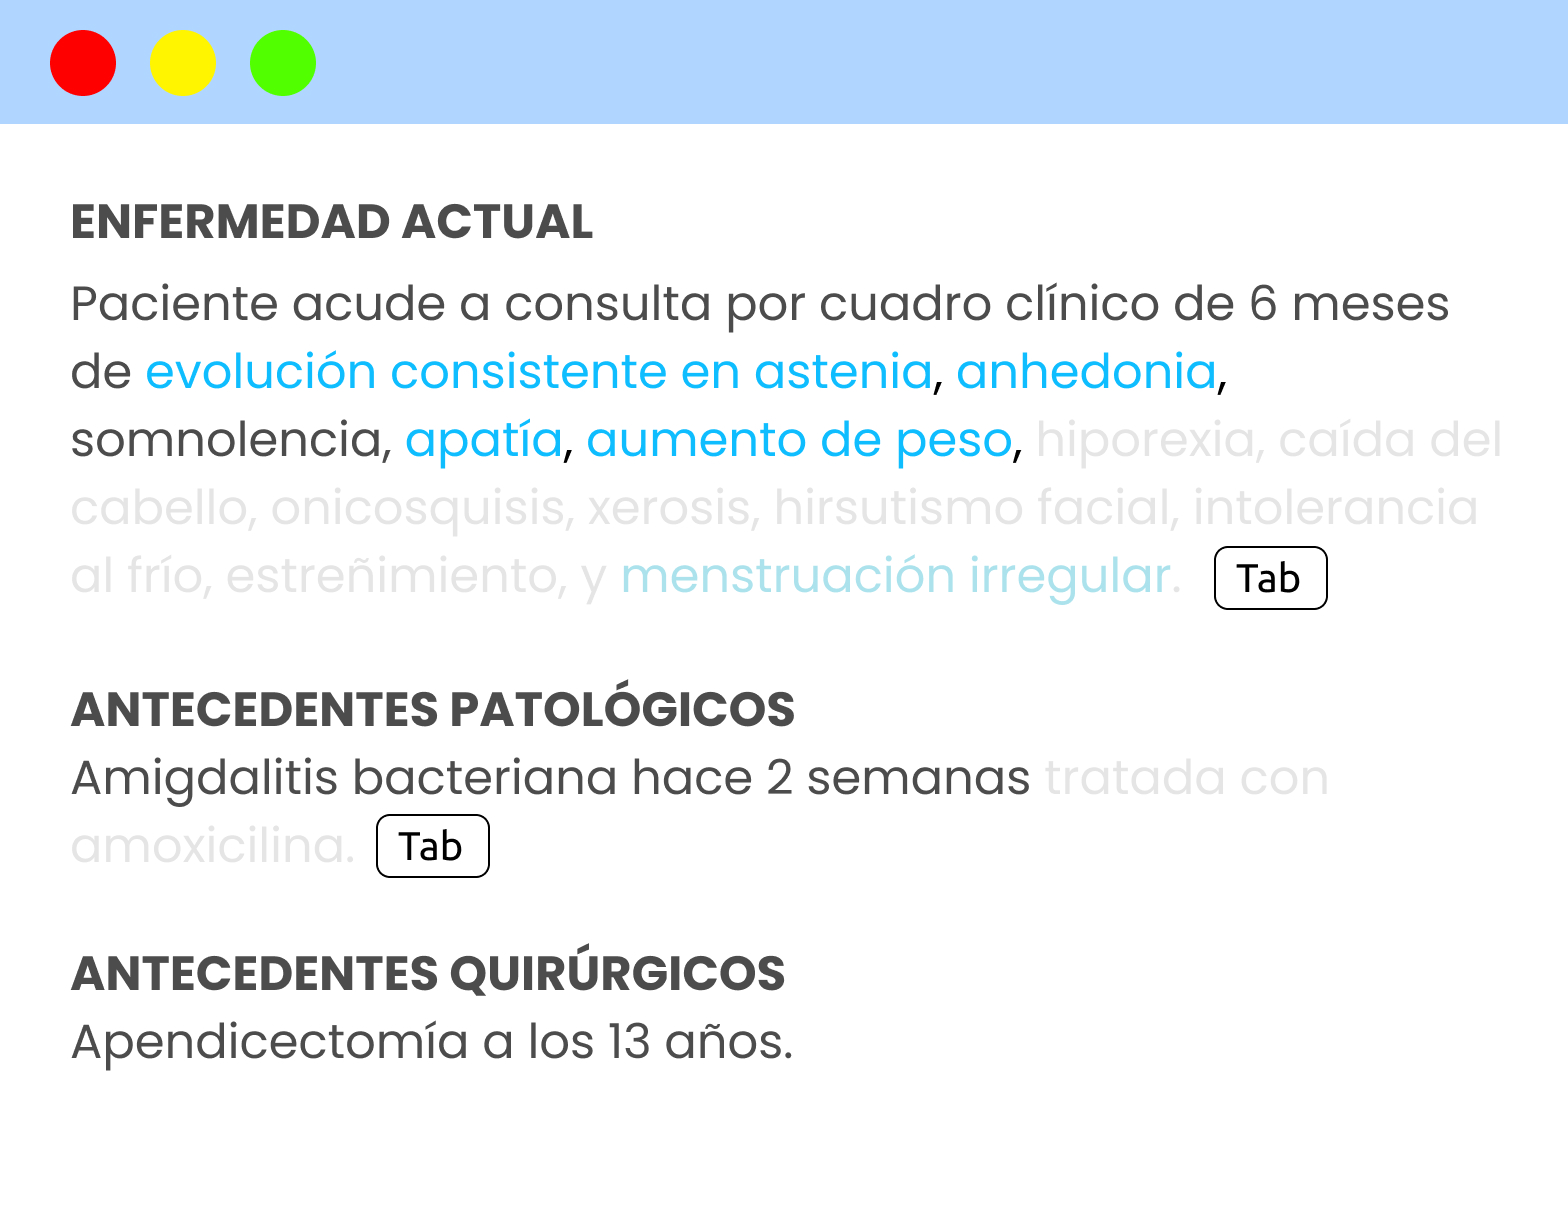 ENFERMEDAD ACTUAL
Paciente acude a consulta por cuadro clínico de 6 meses
de evolución consistente en astenia, anhedonia,
somnolencia, apatía, aumento de peso, hiporexia, caída del
cabello, onicosquisis, xerosis, hirsutismo facial, intolerancia
al frío, estreñimiento, y menstruación irregular. Tab
ANTECEDENTES PATOLÓGICOS
Amigdalitis bacteriana hace 2 semanas tratada con
amoxicilina. Tab
ANTECEDENTES QUIRÚRGICOS
Apendicectomía a los 13 años.